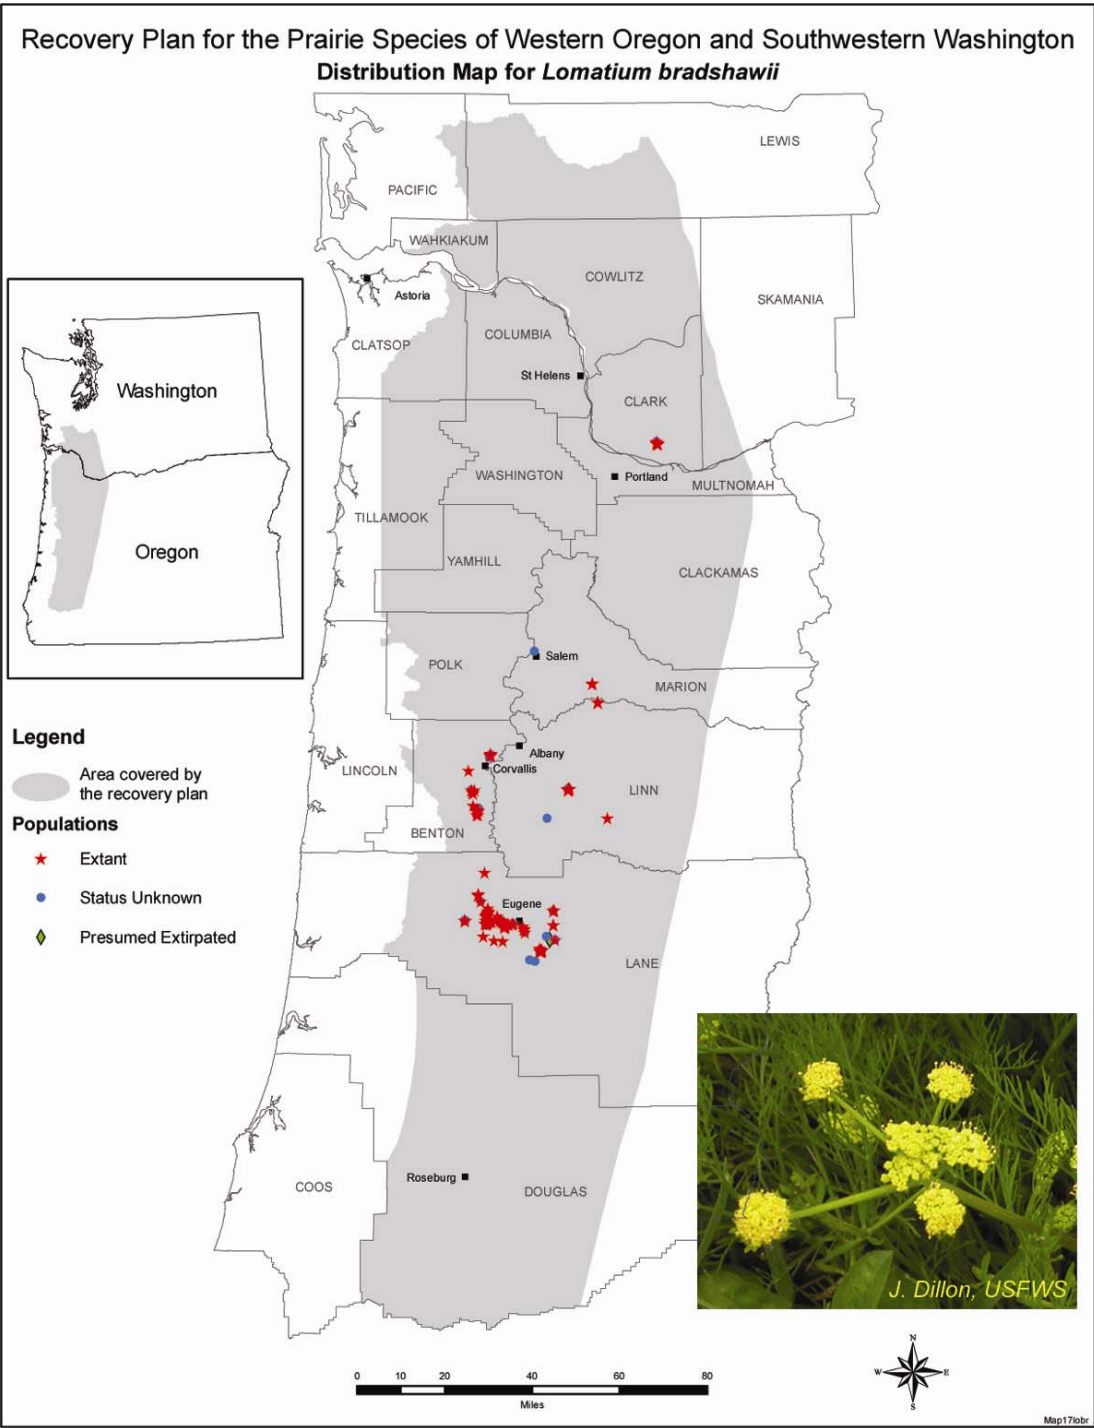 Recovery Plan for the Prairie Species of Western Oregon and Southwestern Washington
Distribution Map for Lomatium bradshawii
LEWIS
PACIFIC
WAHKIAKUM
COWLITZ
SKAMANIA
Astoria
COLUMBIA
CLATSOP
St Helens
CLARK
Washington
WASHINGTON
Portland
MULTNOMAH
TILLAMOOK
Oregon
YAMHILL
CLACKAMAS
Salem
POLK
MARION
Legend
Area covered by
the recovery plan
Albany
Corvallis
LINCOLN
LINN
Populations
BENTON
Extant
Status Unknown
Eugene
Presumed Extirpated
LANE
Roseburg
COOS
DOUGLAS
J. Dillon, USFWS
N
W E
S
0 10 20 40 60 80
Miles
Map17lobr